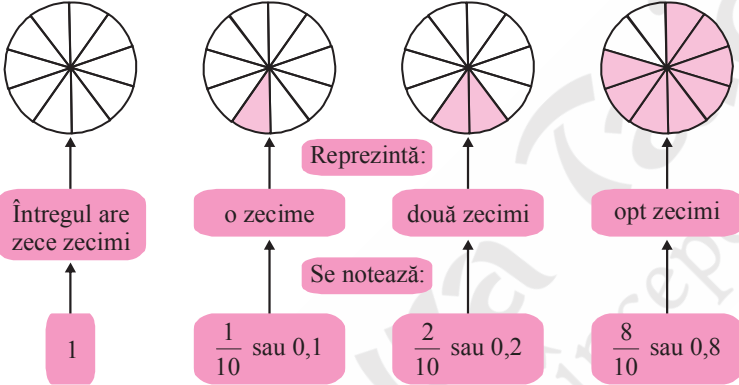 Reprezintă:
Întregul are
zece zecimi
o zecime
două zecimi
opt zecimi
Se notează:
1
1/10 sau 0,1
2/10 sau 0,2
8/10 sau 0,8